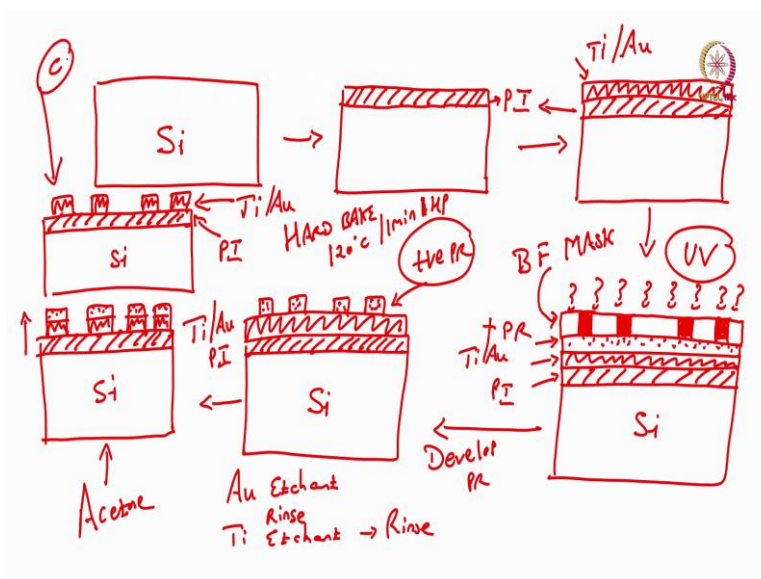 C
Si
PI
Ti/Au
Ti/Au
PI
Si
HARD BAKE
120°C / 1min HP
+ve PR
BF MASK
UV
+ PR
Ti/Au
PI
Si
Develop
PR
Ti/Au
PI
Si
Si
Au Etchant
Rinse
Ti Etchant → Rinse
Acetne